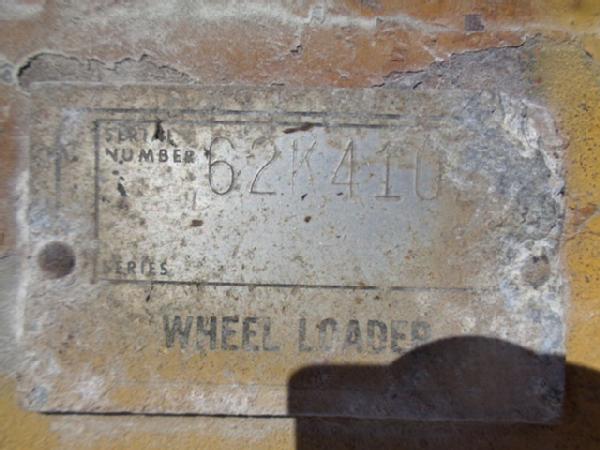 SERIAL
NUMBER 62K410
SERIES
WHEEL LOADER